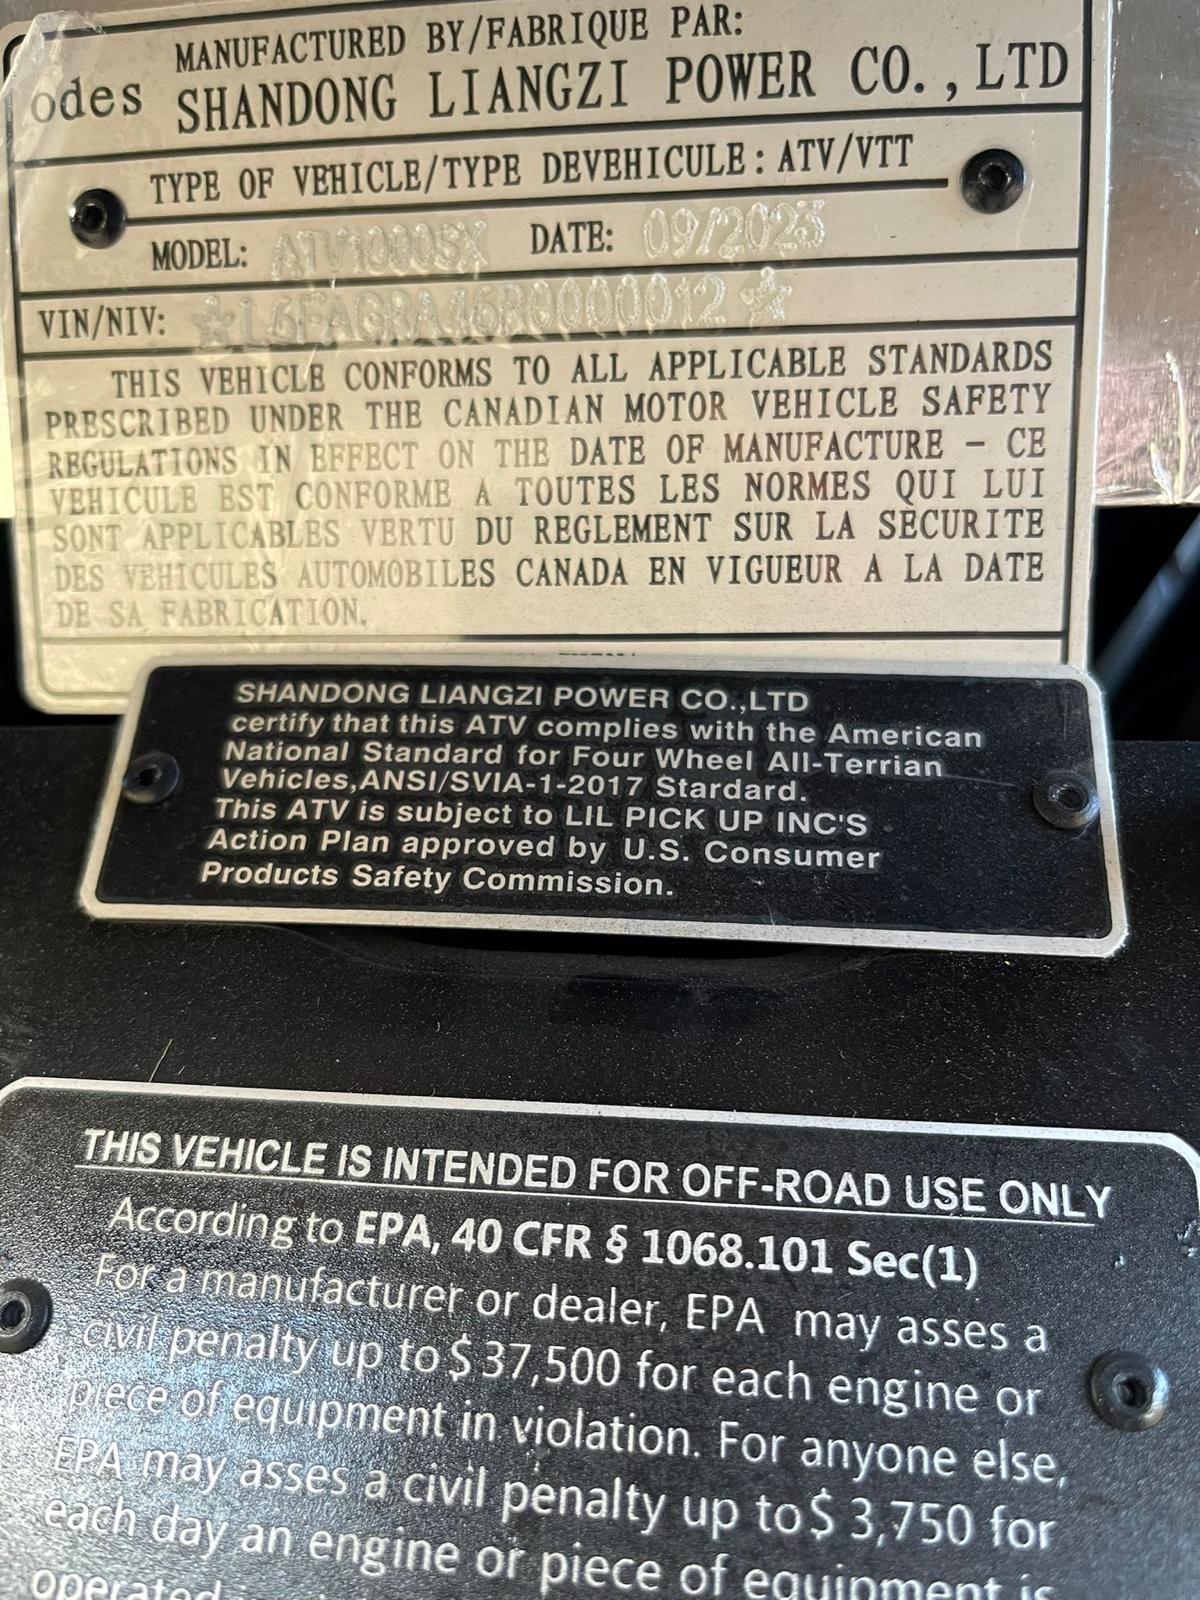 MANUFACTURED BY/FABRIQUE PAR:
odes SHANDONG LIANGZI POWER CO.,LTD
TYPE OF VEHICLE/TYPE DEVEHICULE: ATV/VTT
MODEL: ATV1000SX DATE: 09/2023
VIN/NIV:
THIS VEHICLE CONFORMS TO ALL APPLICABLE STANDARDS
PRESCRIBED UNDER THE CANADIAN MOTOR VEHICLE SAFETY
REGULATIONS IN EFFECT ON THE DATE OF MANUFACTURE - CE
VEHICULE EST CONFORME A TOUTES LES NORMES QUI LUI
SONT APPLICABLES VERTU DU REGLEMENT SUR LA SECURITE
DES VEHICULES AUTOMOBILES CANADA EN VIGUEUR A LA DATE
DE SA FABRICATION.
SHANDONG LIANGZI POWER CO.,LTD
certify that this ATV complies with the American
National Standard for Four Wheel All-Terrian
Vehicles,ANSI/SVIA-1-2017 Stardard.
This ATV is subject to LIL PICK UP INC'S
Action Plan approved by U.S. Consumer
Products Safety Commission.
THIS VEHICLE IS INTENDED FOR OFF-ROAD USE ONLY
According to EPA, 40 CFR § 1068.101 Sec(1)
For a manufacturer or dealer, EPA may asses a
civil penalty up to $ 37,500 for each engine or
piece of equipment in violation. For anyone else,
EPA may asses a civil penalty up to $ 3,750 for
each day an engine or piece of equipment is
operated